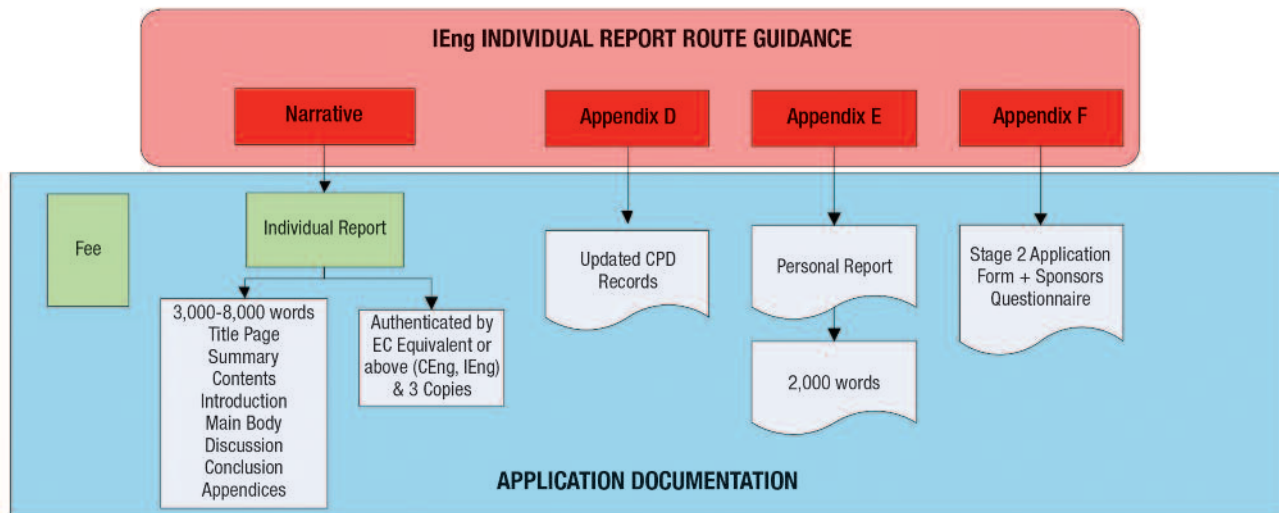 IEng INDIVIDUAL REPORT ROUTE GUIDANCE
Narrative
Appendix D
Appendix E
Appendix F
Fee
Individual Report
Updated CPD
Records
Personal Report
Stage 2 Application
Form + Sponsors
Questionnaire
3,000-8,000 words
Title Page
Summary
Contents
Introduction
Main Body
Discussion
Conclusion
Appendices
Authenticated by
EC Equivalent or
above (CEng, IEng)
& 3 Copies
2,000 words
APPLICATION DOCUMENTATION